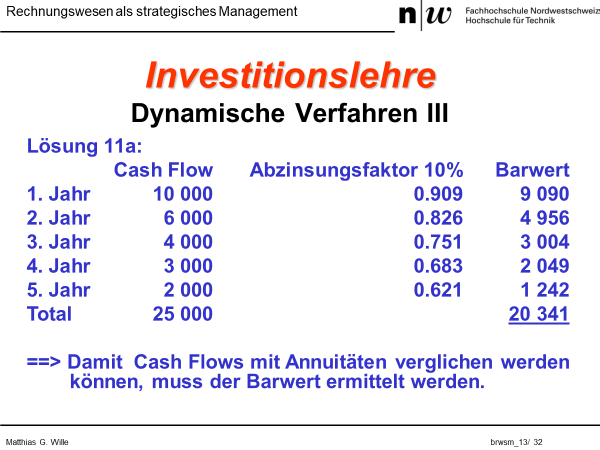 Rechnungswesen als strategisches Management
n|w Fachhochschule Nordwestschweiz
Hochschule für Technik
Investitionslehre
Dynamische Verfahren III
Lösung 11a:
Cash Flow Abzinsungsfaktor 10% Barwert
1. Jahr 10 000 0.909 9 090
2. Jahr 6 000 0.826 4 956
3. Jahr 4 000 0.751 3 004
4. Jahr 3 000 0.683 2 049
5. Jahr 2 000 0.621 1 242
Total 25 000 20 341
==> Damit Cash Flows mit Annuitäten verglichen werden
können, muss der Barwert ermittelt werden.
Matthias G. Wille brwsm_13/ 32